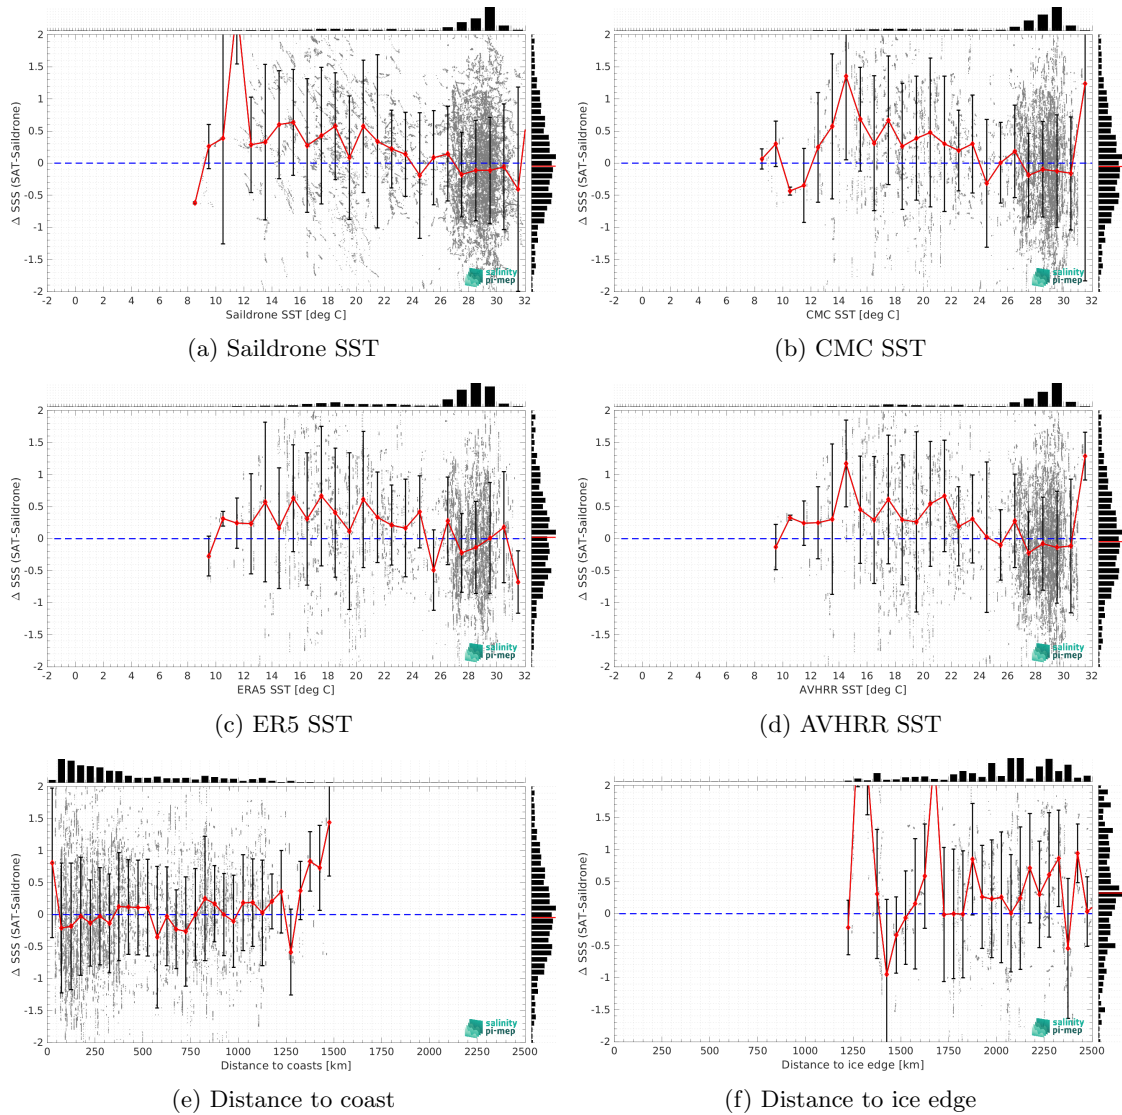 2
1.5
1
0.5
0
-0.5
-1
-1.5
-2
Δ SSS (SAT-Saildrone)
-2 0 2 4 6 8 10 12 14 16 18 20 22 24 26 28 30 32
Saildrone SST [deg C]
salinity
pi-mep
(a) Saildrone SST
2
1.5
1
0.5
0
-0.5
-1
-1.5
-2
Δ SSS (SAT-Saildrone)
-2 0 2 4 6 8 10 12 14 16 18 20 22 24 26 28 30 32
CMC SST [deg C]
salinity
pi-mep
(b) CMC SST
2
1.5
1
0.5
0
-0.5
-1
-1.5
-2
Δ SSS (SAT-Saildrone)
-2 0 2 4 6 8 10 12 14 16 18 20 22 24 26 28 30 32
ERA5 SST [deg C]
salinity
pi-mep
(c) ER5 SST
2
1.5
1
0.5
0
-0.5
-1
-1.5
-2
Δ SSS (SAT-Saildrone)
-2 0 2 4 6 8 10 12 14 16 18 20 22 24 26 28 30 32
AVHRR SST [deg C]
salinity
pi-mep
(d) AVHRR SST
2
1.5
1
0.5
0
-0.5
-1
-1.5
-2
Δ SSS (SAT-Saildrone)
0 250 500 750 1000 1250 1500 1750 2000 2250 2500
Distance to coasts [km]
salinity
pi-mep
(e) Distance to coast
2
1.5
1
0.5
0
-0.5
-1
-1.5
-2
Δ SSS (SAT-Saildrone)
0 250 500 750 1000 1250 1500 1750 2000 2250 2500
Distance to ice edge [km]
salinity
pi-mep
(f) Distance to ice edge